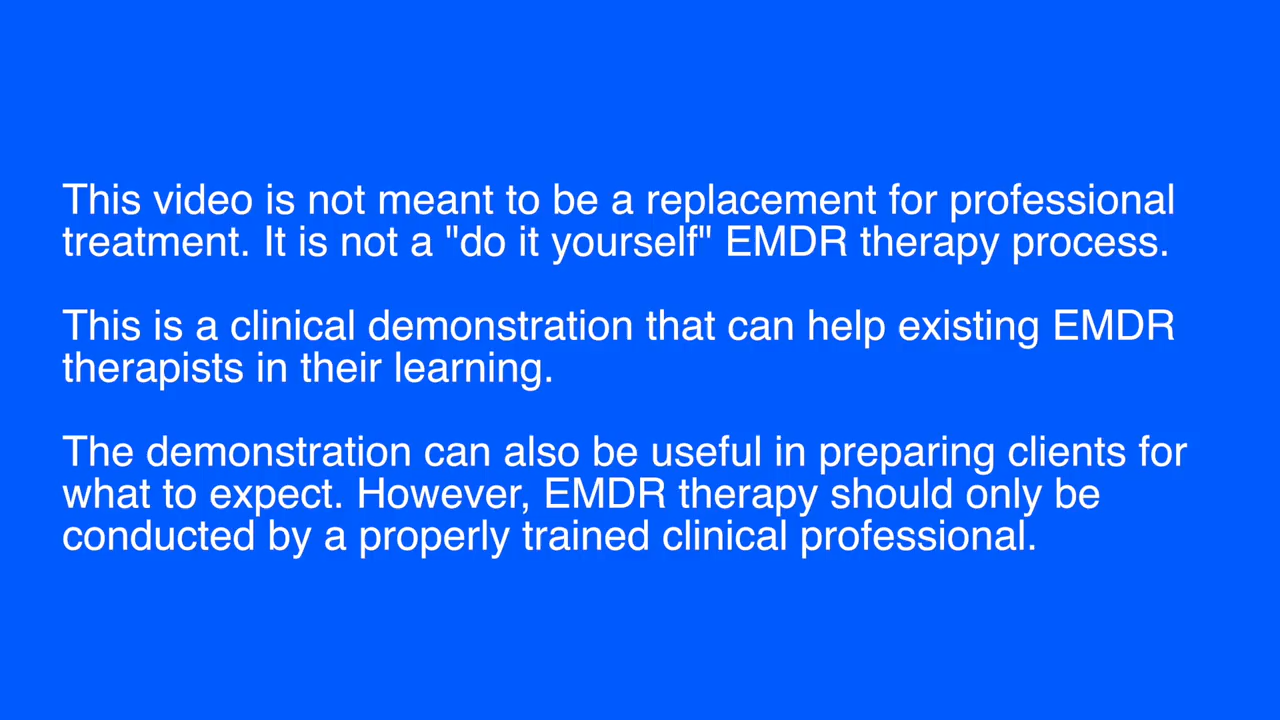 This video is not meant to be a replacement for professional
treatment. It is not a "do it yourself" EMDR therapy process.
This is a clinical demonstration that can help existing EMDR
therapists in their learning.
The demonstration can also be useful in preparing clients for
what to expect. However, EMDR therapy should only be
conducted by a properly trained clinical professional.